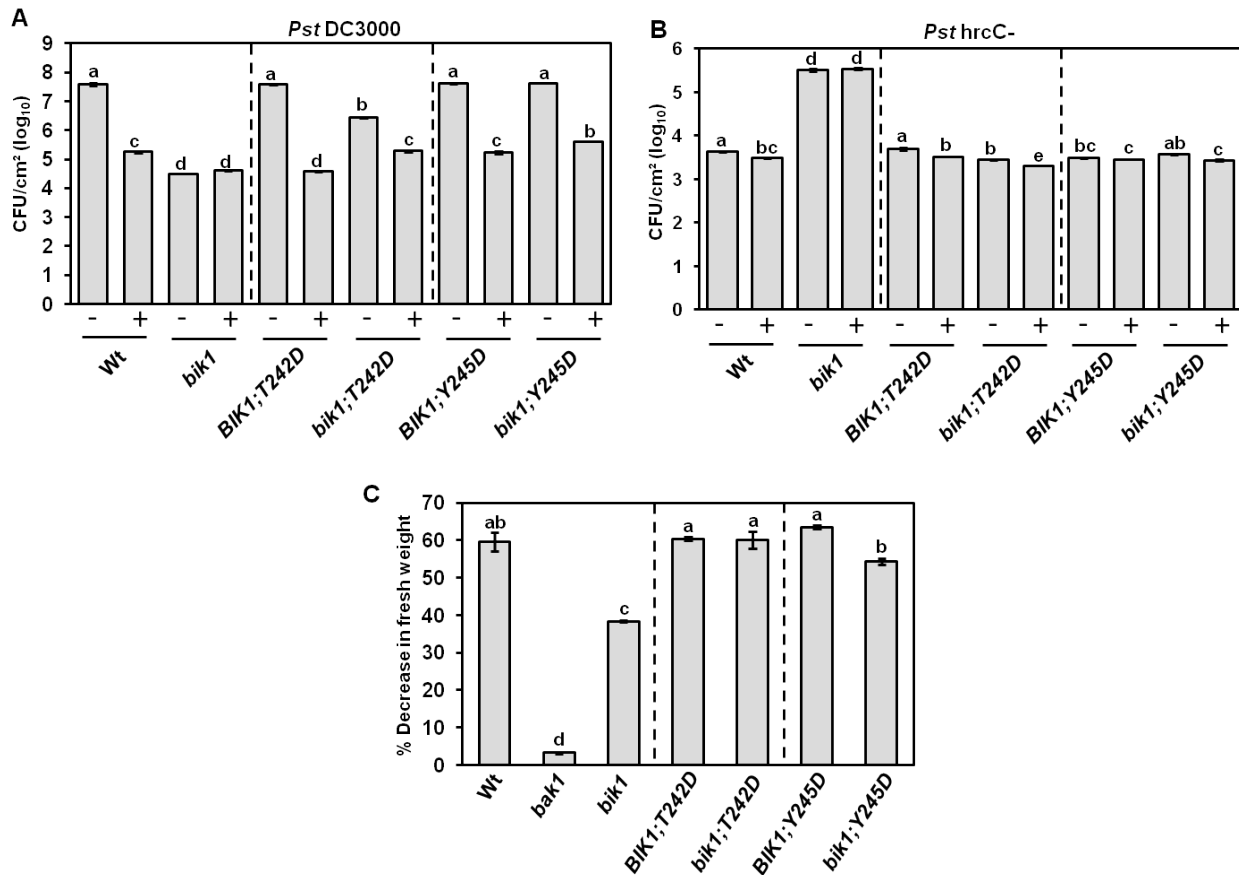 A
Pst DC3000
CFU/cm² (log₁₀)
9
8
7
6
5
4
3
2
1
0
a
c
d
d
a
d
b
c
a
c
a
b
- + - + - + - + - + - +
Wt
bik1
BIK1;T242D
bik1;T242D
BIK1;Y245D
bik1;Y245D
B
Pst hrcC-
CFU/cm² (log₁₀)
6
5
4
3
2
1
0
a
bc
d
d
a
b
b
e
bc
c
ab
c
- + - + - + - + - + - +
Wt
bik1
BIK1;T242D
bik1;T242D
BIK1;Y245D
bik1;Y245D
C
% Decrease in fresh weight
70
60
50
40
30
20
10
0
ab
d
c
a
a
a
b
Wt
bak1
bik1
BIK1;T242D
bik1;T242D
BIK1;Y245D
bik1;Y245D